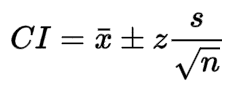 CI = x̄ ± z s/√n